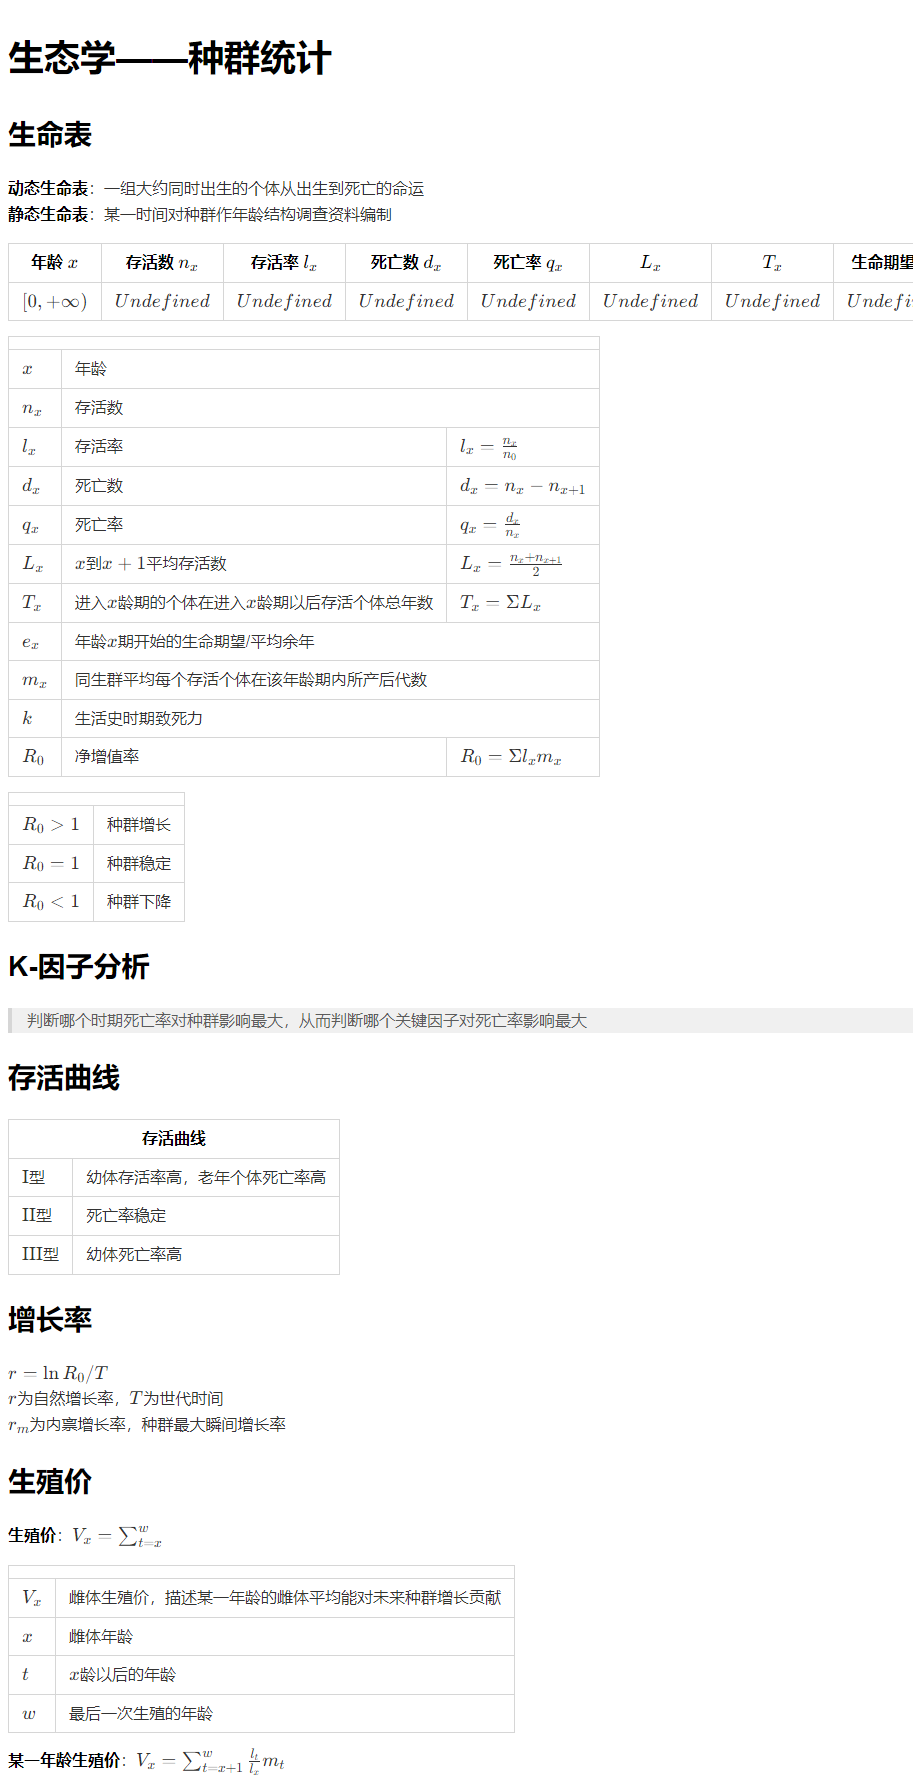 生态学——种群统计
生命表
动态生命表：一组大约同时出生的个体从出生到死亡的命运
静态生命表：某一时间对种群作年龄结构调查资料编制
年龄 x 存活数 n_x 存活率 l_x 死亡数 d_x 死亡率 q_x L_x T_x 生命期望
[0, +∞) Undefined Undefined Undefined Undefined Undefined Undefined
x 年龄
n_x 存活数
l_x 存活率 l_x = n_x/n_0
d_x 死亡数 d_x = n_x − n_{x+1}
q_x 死亡率 q_x = d_x/n_x
L_x x到x + 1平均存活数 L_x = (n_x+n_{x+1})/2
T_x 进入x龄期的个体在进入x龄期以后存活个体总年数 T_x = ΣL_x
e_x 年龄x期开始的生命期望/平均余年
m_x 同生群平均每个存活个体在该年龄期内所产后代数
k 生活史时期致死力
R_0 净增值率 R_0 = Σl_x m_x
R_0 > 1 种群增长
R_0 = 1 种群稳定
R_0 < 1 种群下降
K-因子分析
判断哪个时期死亡率对种群影响最大，从而判断哪个关键因子对死亡率影响最大
存活曲线
存活曲线
I型 幼体存活率高，老年个体死亡率高
II型 死亡率稳定
III型 幼体死亡率高
增长率
r = ln R_0/T
r为自然增长率，T为世代时间
r_m为内禀增长率，种群最大瞬间增长率
生殖价
生殖价：V_x = ∑_{t=x}^{w}
V_x 雌体生殖价，描述某一年龄的雌体平均能对未来种群增长贡献
x 雌体年龄
t x龄以后的年龄
w 最后一次生殖的年龄
某一年龄生殖价：V_x = ∑_{t=x+1}^{w} l_t/l_x m_t